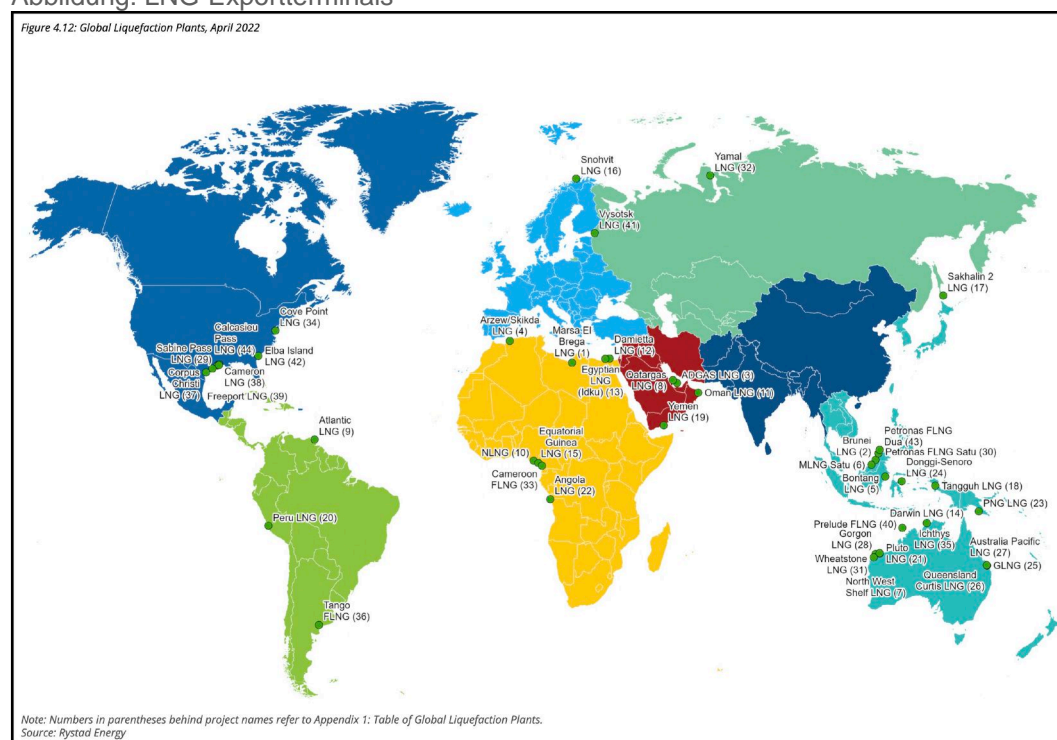 Abbildung: LNG-Exportterminals
Figure 4.12: Global Liquefaction Plants, April 2022
Snohvit
LNG (16)
Yamal
LNG (32)
Vysotsk
LNG (41)
Sakhalin 2
LNG (17)
Cove Point
LNG (34)
Calcasieu
Pass
LNG (44)
Sabine Pass
LNG (29)
Elba Island
LNG (42)
Corpus
Christi
LNG (37)
Cameron
LNG (38)
Freeport LNG (39)
Arzew/Skikda
LNG (4)
Marsa El
Brega
LNG (1)
Damietta
LNG (12)
Egyptian
LNG
(Idku) (13)
Qatargas
LNG (8)
ADGAS LNG (3)
Oman LNG (11)
Yemen
LNG (19)
Atlantic
LNG (9)
NLNG (10)
Equatorial
Guinea
LNG (15)
Cameroon
FLNG (33)
Angola
LNG (22)
Petronas FLNG
Dua (43)
Brunei
LNG (2)
Petronas FLNG Satu (30)
MLNG Satu (6)
Donggi-Senoro
LNG (24)
Bontang
LNG (5)
Tangguh LNG (18)
PNG LNG (23)
Peru LNG (20)
Darwin LNG (14)
Prelude FLNG (40)
Ichthys
LNG (35)
Gorgon
LNG (28)
Pluto
LNG (21)
Australia Pacific
LNG (27)
GLNG (25)
Wheatstone
LNG (31)
Queensland
Curtis LNG (26)
North West
Shelf LNG (7)
Tango
FLNG (36)
Note: Numbers in parentheses behind project names refer to Appendix 1: Table of Global Liquefaction Plants.
Source: Rystad Energy